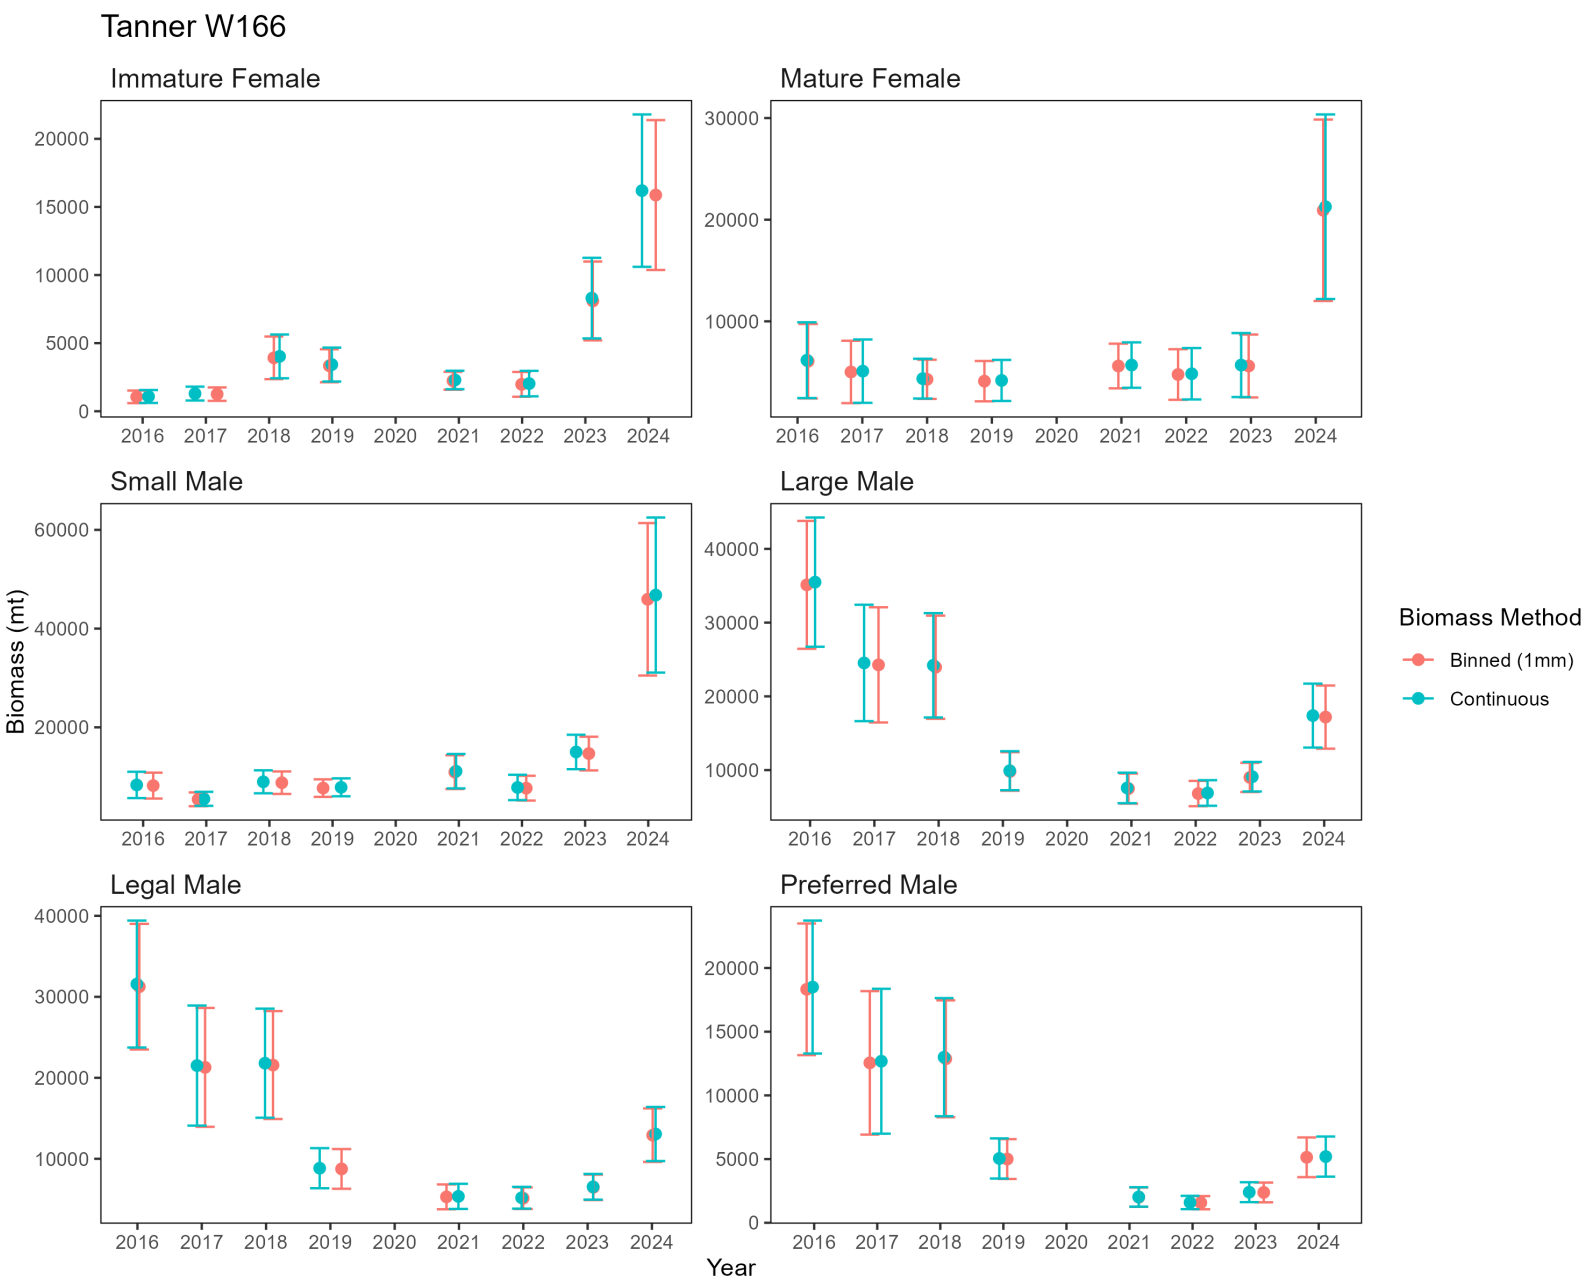 Tanner W166
Immature Female
Mature Female
20000
15000
10000
5000
0
2016 2017 2018 2019 2020 2021 2022 2023 2024
30000
20000
10000
2016 2017 2018 2019 2020 2021 2022 2023 2024
Small Male
Large Male
Biomass (mt)
60000
40000
20000
2016 2017 2018 2019 2020 2021 2022 2023 2024
40000
30000
20000
10000
2016 2017 2018 2019 2020 2021 2022 2023 2024
Biomass Method
Binned (1mm)
Continuous
Legal Male
Preferred Male
40000
30000
20000
10000
2016 2017 2018 2019 2020 2021 2022 2023 2024
20000
15000
10000
5000
0
2016 2017 2018 2019 2020 2021 2022 2023 2024
Year